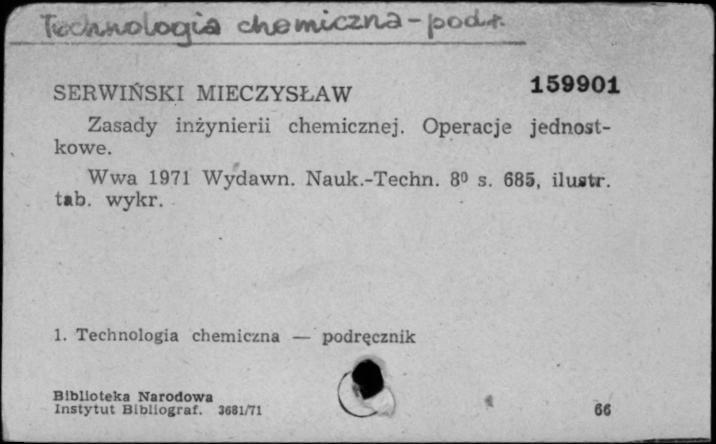 Technologia chemiczna - podr.
159901
SERWIŃSKI MIECZYSŁAW
Zasady inżynierii chemicznej. Operacje jednost-
kowe.
Wwa 1971 Wydawn. Nauk.-Techn. 8⁰ s. 685, ilustr.
tab. wykr.
1. Technologia chemiczna — podręcznik
Biblioteka Narodowa
Instytut Bibliograf. 3681/71
66